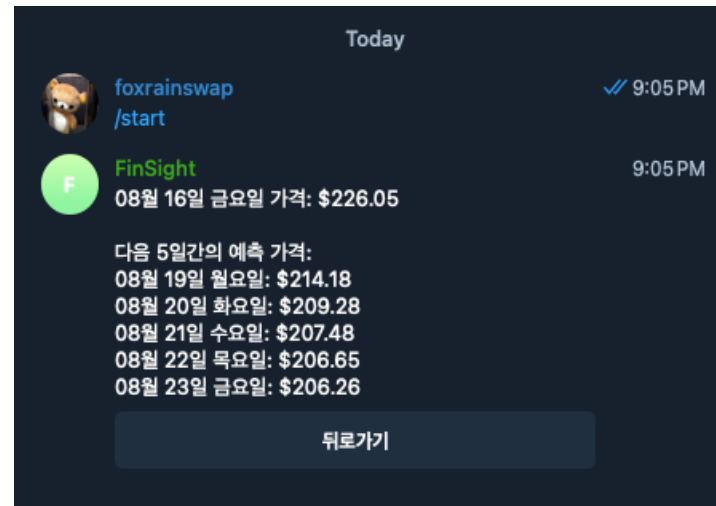 Today
foxrainswap 9:05 PM
/start
FinSight 9:05 PM
F
08월 16일 금요일 가격: $226.05
다음 5일간의 예측 가격:
08월 19일 월요일: $214.18
08월 20일 화요일: $209.28
08월 21일 수요일: $207.48
08월 22일 목요일: $206.65
08월 23일 금요일: $206.26
뒤로가기